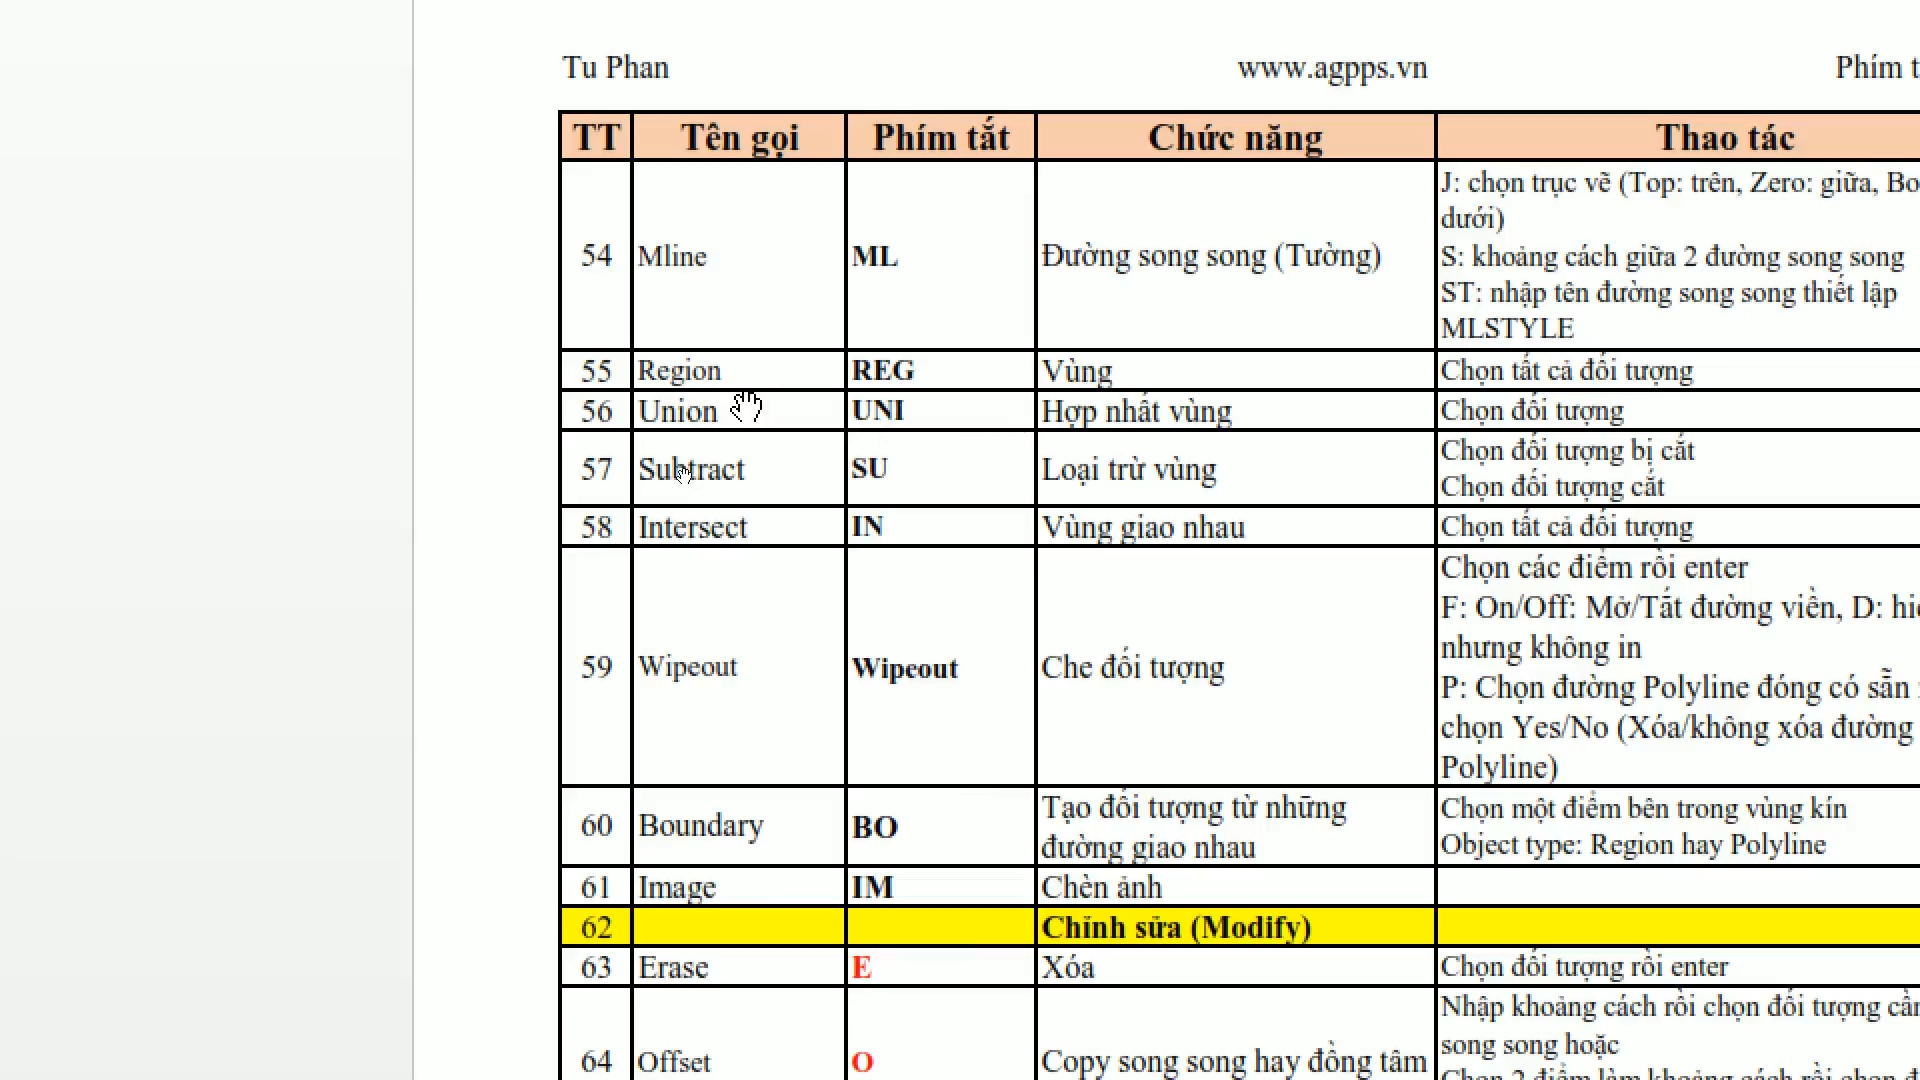 Tu Phan www.agpps.vn Phím
TT Tên gọi Phím tắt Chức năng Thao tác
J: chọn trục vẽ (Top: trên, Zero: giữa,
dưới)
54 Mline ML Đường song song (Tường) S: khoảng cách giữa 2 đường song song
ST: nhập tên đường song song thiết lập
MLSTYLE
55 Region REG Vùng Chọn tất cả đối tượng
56 Union UNI Hợp nhất vùng Chọn đối tượng
Chọn đối tượng bị cắt
57 Subtract SU Loại trừ vùng
Chọn đối tượng cắt
58 Intersect IN Vùng giao nhau Chọn tất cả đối tượng
Chọn các điểm rồi enter
F: On/Off: Mở/Tắt đường viền, D:
nhưng không in
59 Wipeout Wipeout Che đối tượng
P: Chọn đường Polyline đóng có sẵn
chọn Yes/No (Xóa/không xóa đường
Polyline)
60 Boundary BO Tạo đối tượng từ những
đường giao nhau
Chọn một điểm bên trong vùng kín
Object type: Region hay Polyline
61 Image IM Chèn ảnh
62 Chỉnh sửa (Modify)
63 Erase E Xóa Chọn đối tượng rồi enter
Nhập khoảng cách rồi chọn đối tượng
song song hoặc
64 Offset O Copy song song hay đồng tâm
Chọn 2 điểm làm khoảng cách rồi chọn